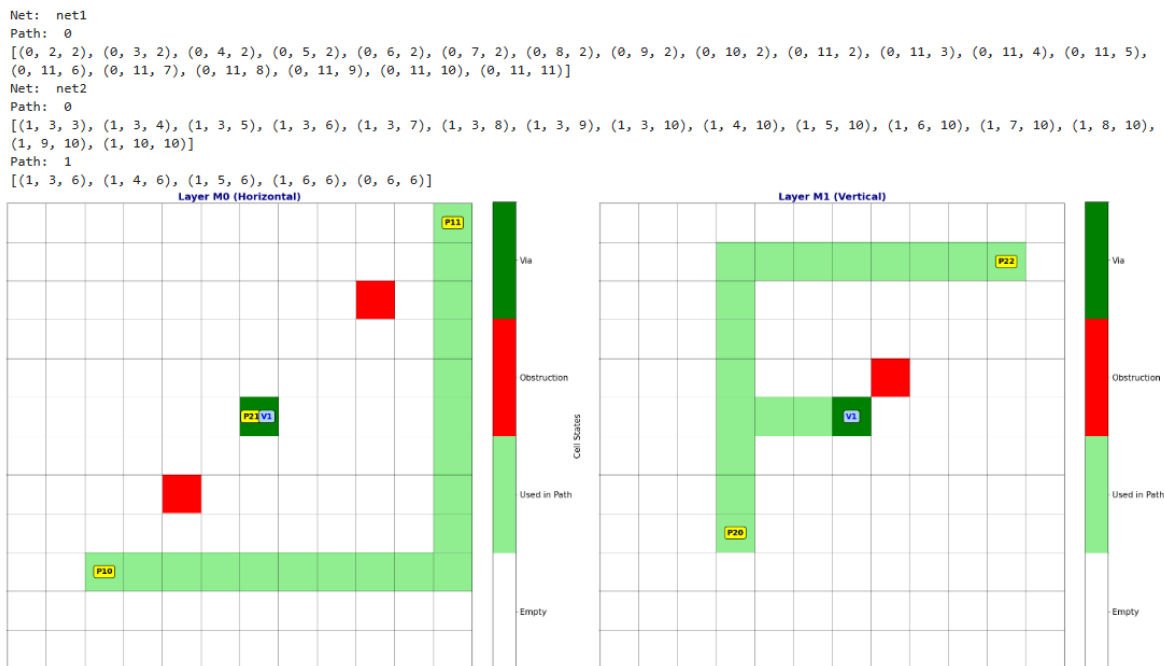 Net:  net1
Path:  0
[(0, 2, 2), (0, 3, 2), (0, 4, 2), (0, 5, 2), (0, 6, 2), (0, 7, 2), (0, 8, 2), (0, 9, 2), (0, 10, 2), (0, 11, 2), (0, 11, 3), (0, 11, 4), (0, 11, 5),
(0, 11, 6), (0, 11, 7), (0, 11, 8), (0, 11, 9), (0, 11, 10), (0, 11, 11)]
Net:  net2
Path:  0
[(1, 3, 3), (1, 3, 4), (1, 3, 5), (1, 3, 6), (1, 3, 7), (1, 3, 8), (1, 3, 9), (1, 3, 10), (1, 4, 10), (1, 5, 10), (1, 6, 10), (1, 7, 10), (1, 8, 10),
(1, 9, 10), (1, 10, 10)]
Path:  1
[(1, 3, 6), (1, 4, 6), (1, 5, 6), (1, 6, 6), (0, 6, 6)]
Layer M0 (Horizontal)
P11
P21
V1
P10
Via
Obstruction
Used in Path
Empty
Cell States
Layer M1 (Vertical)
P22
V1
P20
Via
Obstruction
Used in Path
Empty